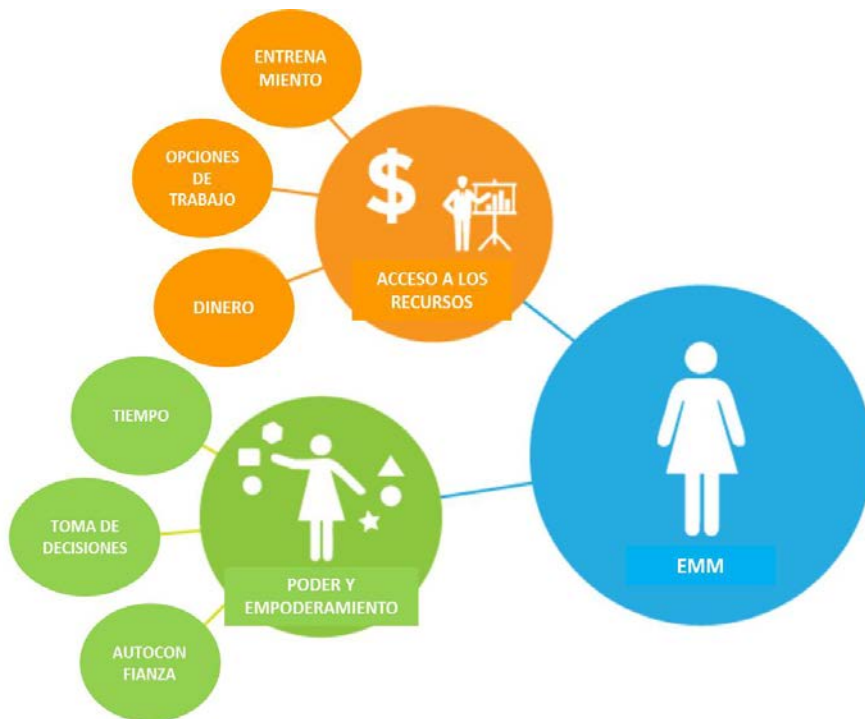 ENTRENA
MIENTO
OPCIONES
DE
TRABAJO
$
ACCESO A LOS
RECURSOS
DINERO
TIEMPO
TOMA DE
DECISIONES
PODER Y
EMPODERAMIENTO
AUTOCON
FIANZA
EMM